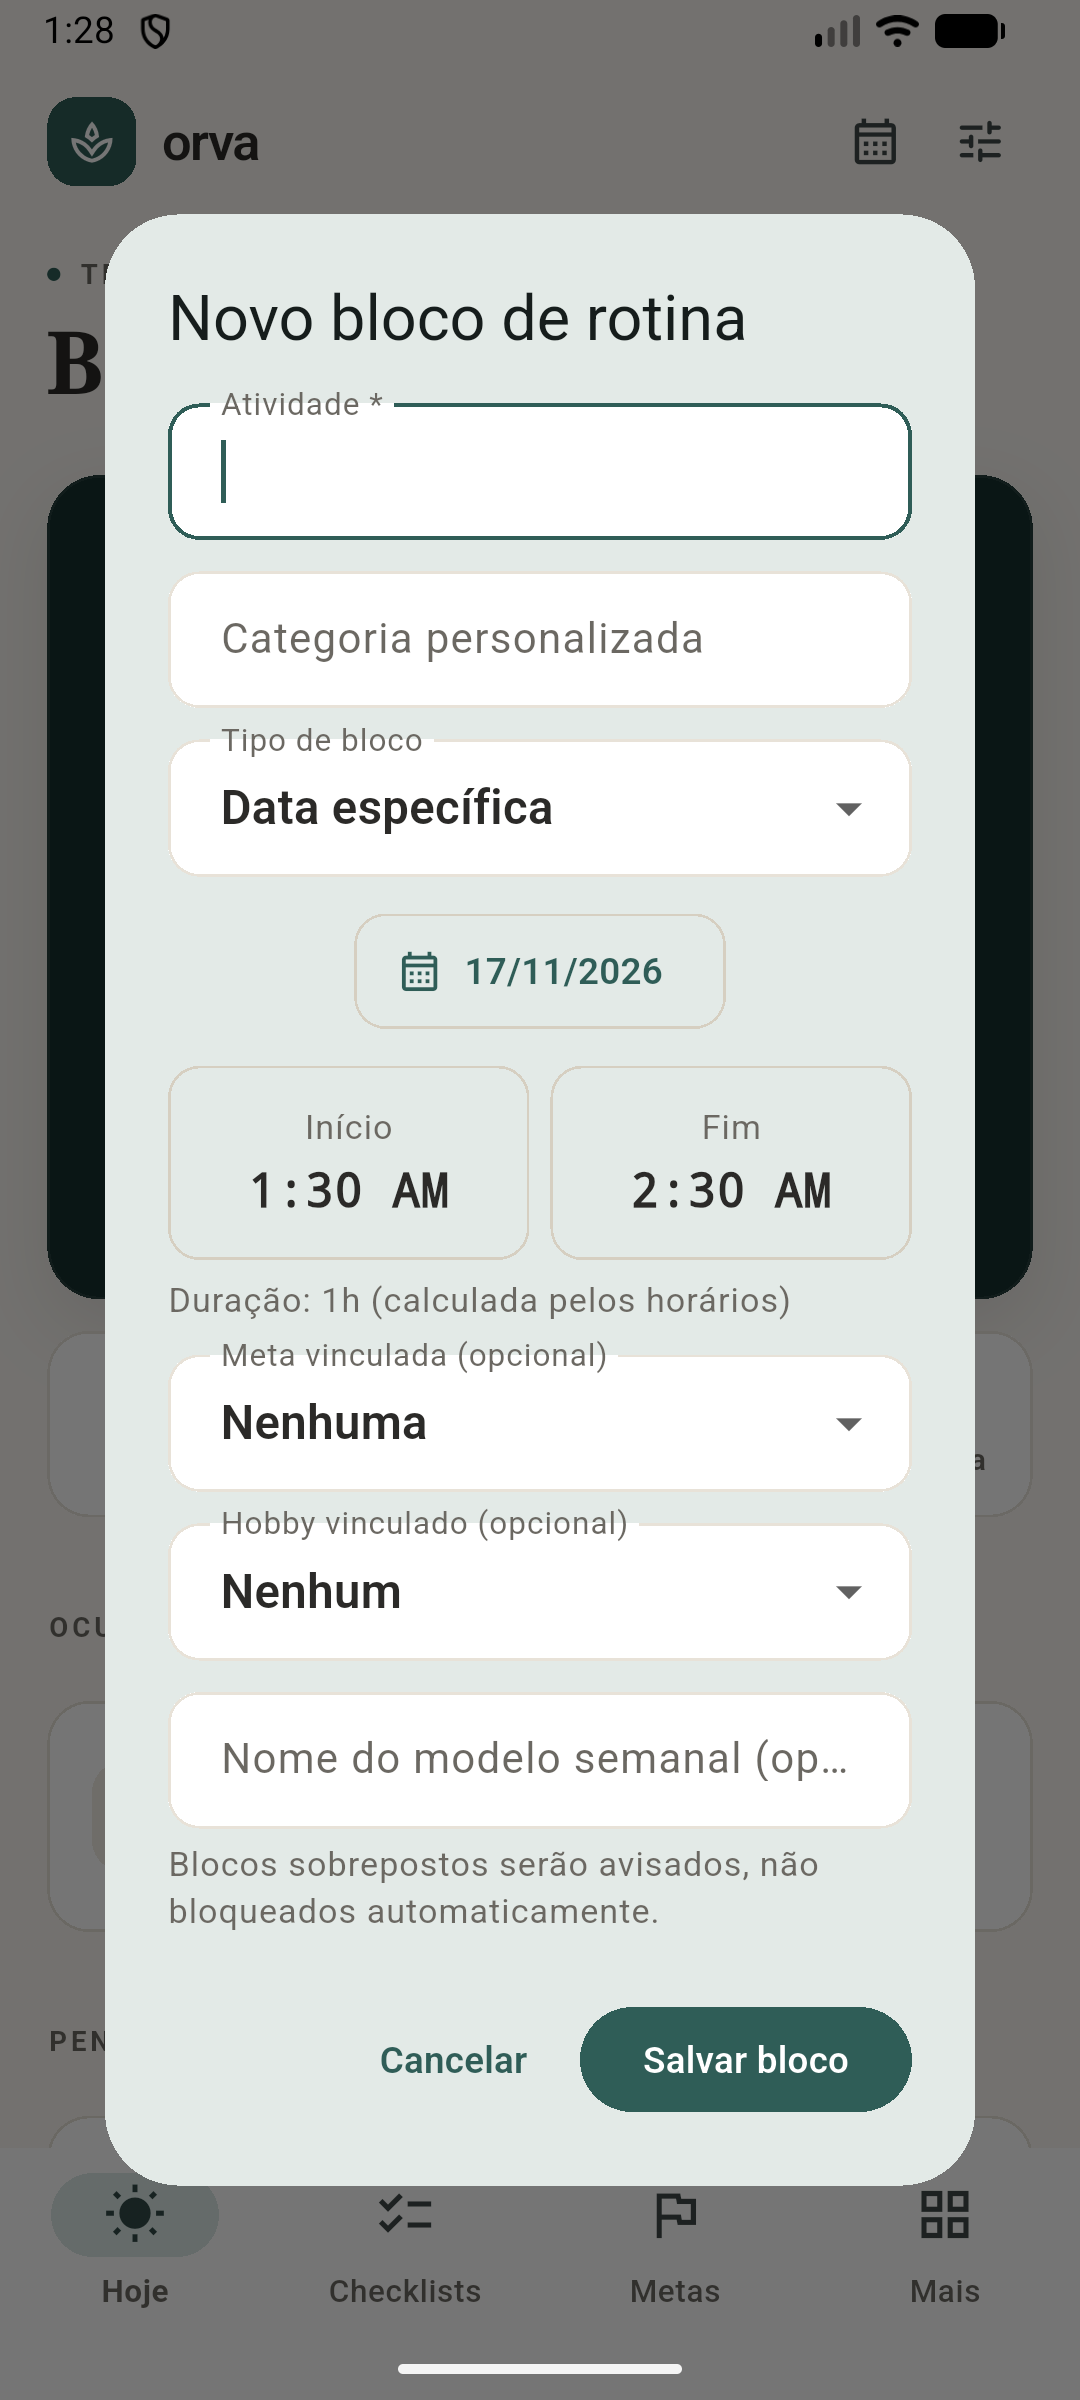 1:28
orva
B
Novo bloco de rotina
Atividade *
Categoria personalizada
Tipo de bloco
Data específica
17/11/2026
Início
1:30 AM
Fim
2:30 AM
Duração: 1h (calculada pelos horários)
Meta vinculada (opcional)
Nenhuma
a
Hobby vinculado (opcional)
Nenhum
OCU
Nome do modelo semanal (op…
Blocos sobrepostos serão avisados, não
bloqueados automaticamente.
PEN
Cancelar
Salvar bloco
Hoje
Checklists
Metas
Mais